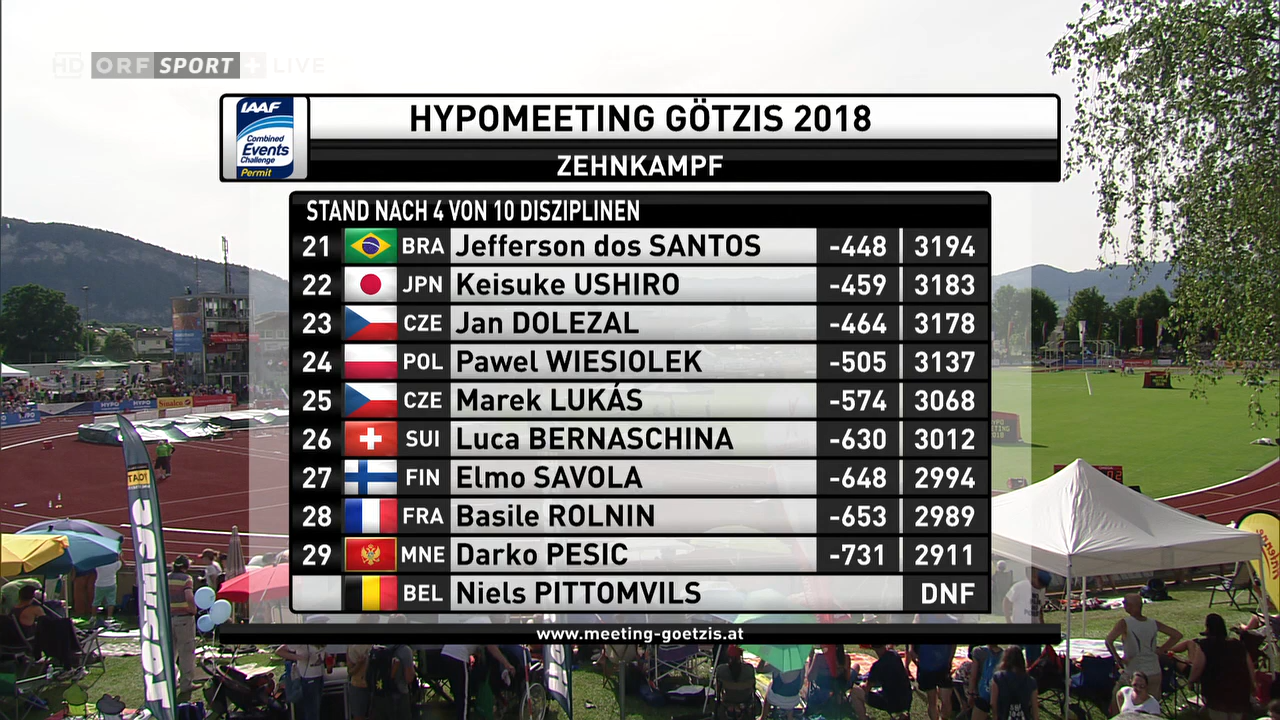 HD ORF SPORT + LIVE
IAAF
Combined
Events
Challenge
Permit
HYPOMEETING GÖTZIS 2018
ZEHNKAMPF
STAND NACH 4 VON 10 DISZIPLINEN
21 BRA Jefferson dos SANTOS -448 3194
22 JPN Keisuke USHIRO -459 3183
23 CZE Jan DOLEZAL -464 3178
24 POL Pawel WIESIOLEK -505 3137
25 CZE Marek LUKÁS -574 3068
26 SUI Luca BERNASCHINA -630 3012
27 FIN Elmo SAVOLA -648 2994
28 FRA Basile ROLNIN -653 2989
29 MNE Darko PESIC -731 2911
BEL Niels PITTOMVILS DNF
www.meeting-goetzis.at